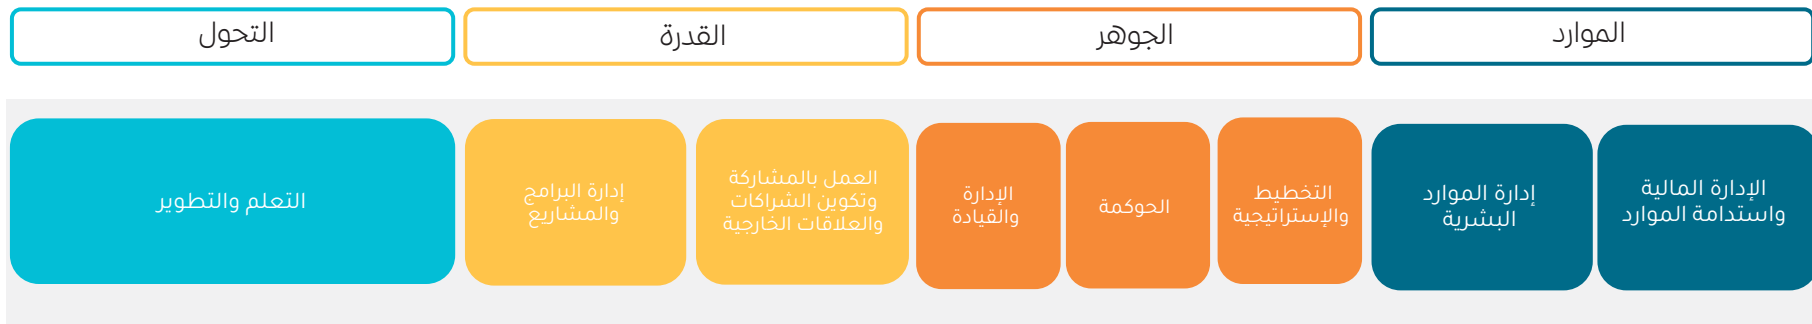 الموارد
الجوهر
القدرة
التحول
الإدارة المالية
واستدامة الموارد
إدارة الموارد
البشرية
التخطيط
والإستراتيجية
الحوكمة
الإدارة
والقيادة
العمل بالمشاركة
وتكوين الشراكات
والعلاقات الخارجية
إدارة البرامج
والمشاريع
التعلم والتطوير